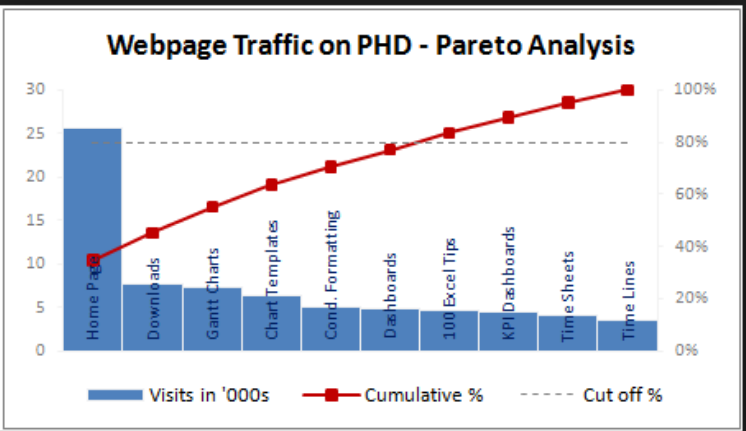 Webpage Traffic on PHD - Pareto Analysis
30
25
20
15
10
5
0
100%
80%
60%
40%
20%
0%
Home Page
Downloads
Gantt Charts
Chart Templates
Cond. Formatting
Dashboards
100 Excel Tips
KPI Dashboards
Time Sheets
Time Lines
Visits in '000s
Cumulative %
Cut off %